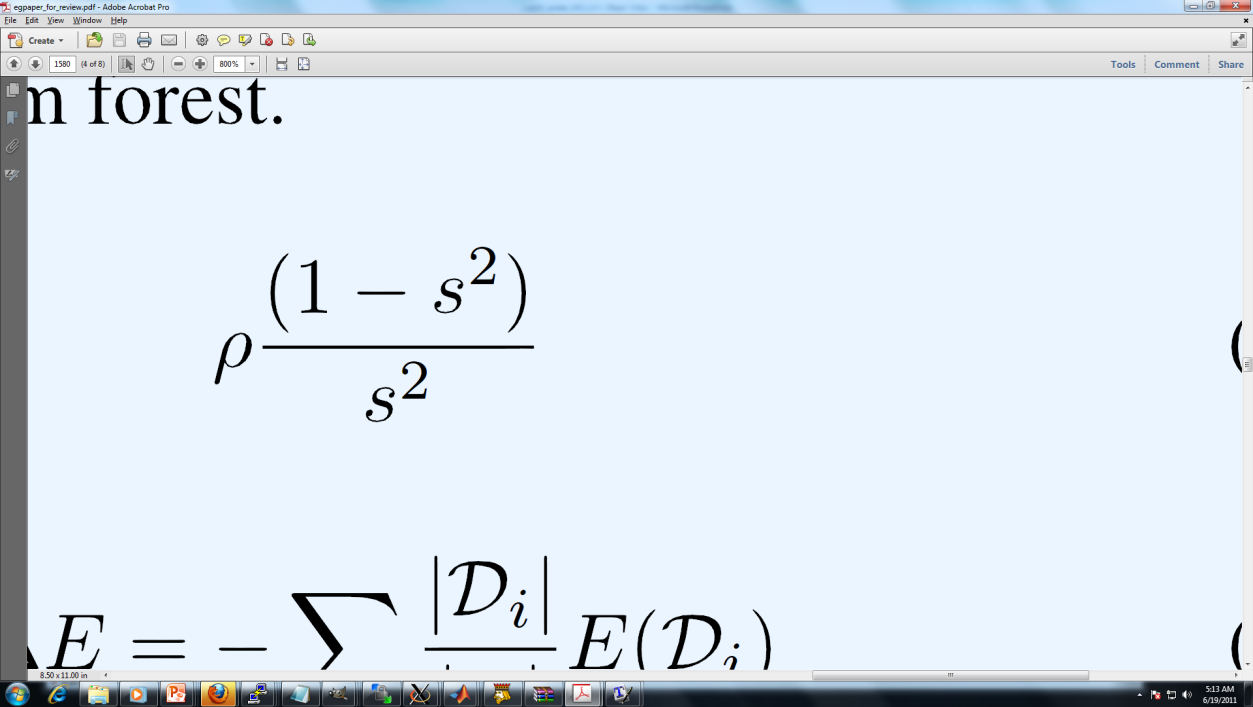 egpaper_for_review.pdf - Adobe Acrobat Pro
File Edit View Window Help
Create
1580 (4 of 8) 800%
Tools Comment Share
m forest.
ρ (1 − s²) / s²
E = − ∑ |𝒟ᵢ| E(𝒟ᵢ)
8.50 x 11.00 in
5:13 AM
6/19/2011